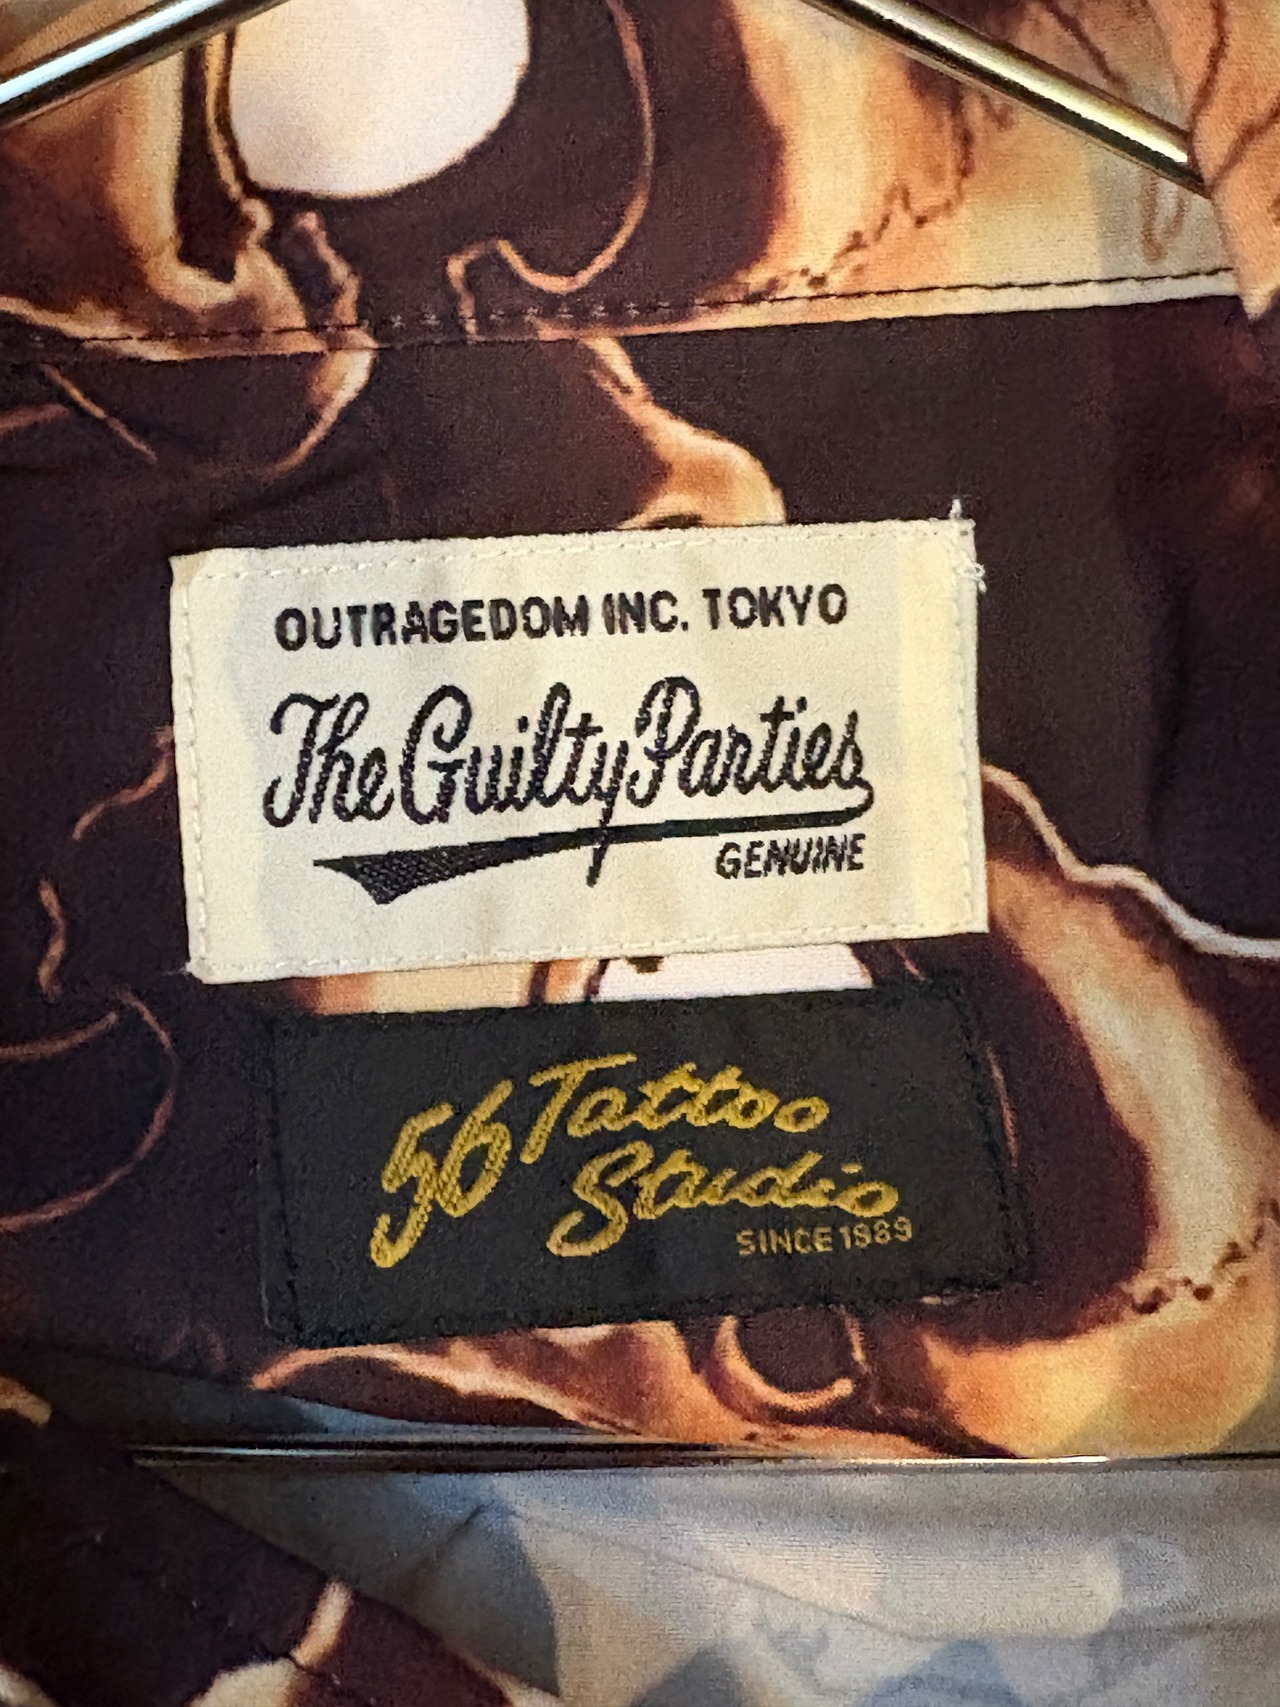 OUTRAGEDOM INC. TOKYO
The Guilty Parties
GENUINE
56 Tattoo
Studio
SINCE 1989